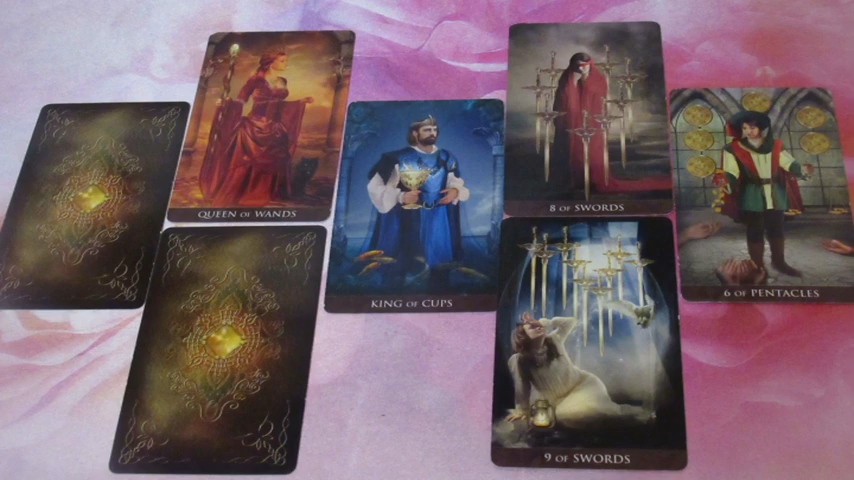 QUEEN OF WANDS
KING OF CUPS
8 OF SWORDS
9 OF SWORDS
6 OF PENTACLES